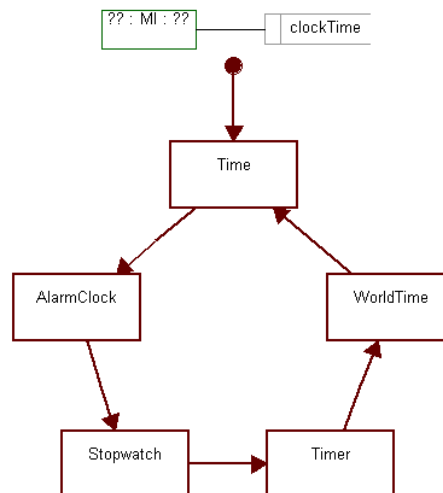 ?? : MI : ??
clockTime
Time
AlarmClock
WorldTime
Stopwatch
Timer